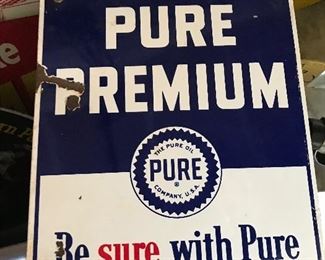 PURE
PREMIUM
THE PURE OIL
PURE
®
COMPANY, U.S.A.
Be sure with Pure